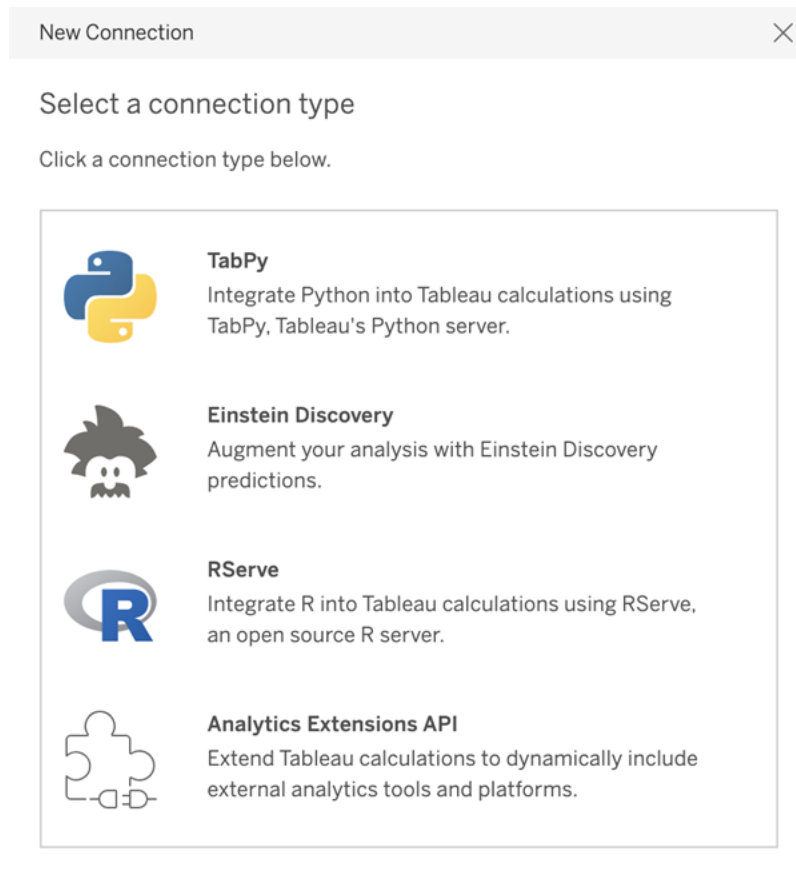 New Connection
Select a connection type
Click a connection type below.
TabPy
Integrate Python into Tableau calculations using
TabPy, Tableau's Python server.
Einstein Discovery
Augment your analysis with Einstein Discovery
predictions.
RServe
Integrate R into Tableau calculations using RServe,
an open source R server.
Analytics Extensions API
Extend Tableau calculations to dynamically include
external analytics tools and platforms.